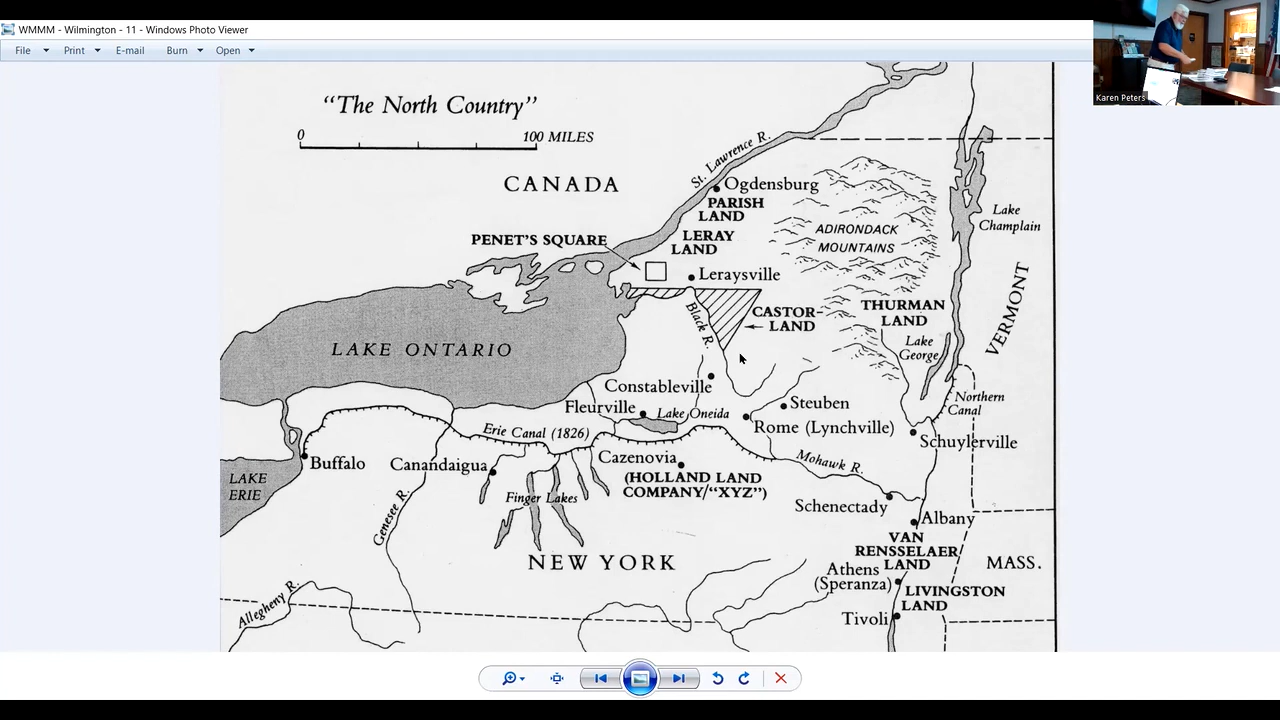 WMMM - Wilmington - 11 - Windows Photo Viewer
File Print E-mail Burn Open
Karen Peters
"The North Country"
0 100 MILES
CANADA
St. Lawrence R.
Ogdensburg
PARISH
LAND
LERAY
LAND
PENET'S SQUARE
Leraysville
ADIRONDACK
MOUNTAINS
Lake
Champlain
VERMONT
LAKE ONTARIO
Black R.
CASTOR-
LAND
THURMAN
LAND
Lake
George
Constableville
Fleurville
Lake Oneida
Steuben
Rome (Lynchville)
Northern
Canal
Schuylerville
Erie Canal (1826)
Buffalo
Canandaigua
Cazenovia
(HOLLAND LAND
COMPANY/"XYZ")
Mohawk R.
LAKE
ERIE
Genesee R.
Finger Lakes
Schenectady
Albany
NEW YORK
VAN
RENSSELAER
LAND
MASS.
Athens
(Speranza)
LIVINGSTON
LAND
Tivoli
Allegheny R.